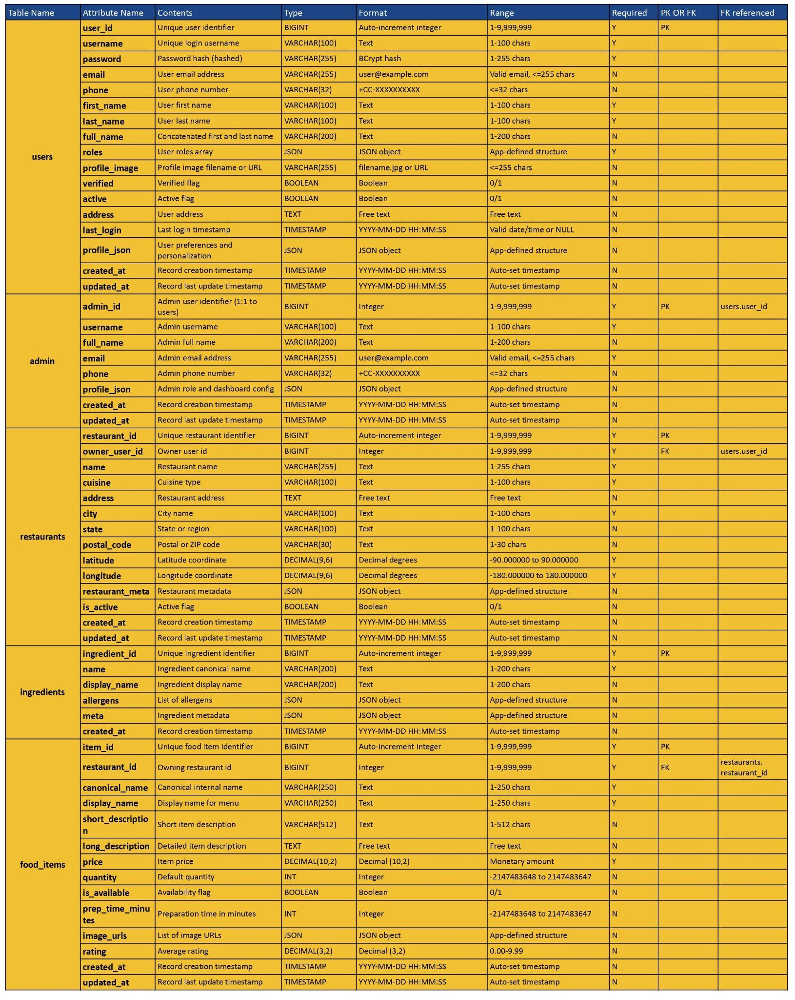 Table Name Attribute Name Contents Type Format Range Required PK OR FK FK referenced
users
user_id Unique user identifier BIGINT Auto-increment integer 1-9,999,999 Y PK
username Unique login username VARCHAR(100) Text 1-100 chars Y
password Password hash (hashed) VARCHAR(255) BCrypt hash 1-255 chars Y
email User email address VARCHAR(255) user@example.com Valid email, <=255 chars N
phone User phone number VARCHAR(32) +CC-XXXXXXXXXX <=32 chars N
first_name User first name VARCHAR(100) Text 1-100 chars Y
last_name User last name VARCHAR(100) Text 1-100 chars Y
full_name Concatenated first and last name VARCHAR(200) Text 1-200 chars N
roles User roles array JSON JSON object App-defined structure Y
profile_image Profile image filename or URL VARCHAR(255) filename.jpg or URL <=255 chars N
verified Verified flag BOOLEAN Boolean 0/1 N
active Active flag BOOLEAN Boolean 0/1 N
address User address TEXT Free text Free text N
last_login Last login timestamp TIMESTAMP YYYY-MM-DD HH:MM:SS Valid date/time or NULL N
profile_json User preferences and
personalization JSON JSON object App-defined structure N
created_at Record creation timestamp TIMESTAMP YYYY-MM-DD HH:MM:SS Auto-set timestamp N
updated_at Record last update timestamp TIMESTAMP YYYY-MM-DD HH:MM:SS Auto-set timestamp N
admin
admin_id Admin user identifier (1:1 to
users) BIGINT Integer 1-9,999,999 Y PK users.user_id
username Admin username VARCHAR(100) Text 1-100 chars Y
full_name Admin full name VARCHAR(200) Text 1-200 chars N
email Admin email address VARCHAR(255) user@example.com Valid email, <=255 chars Y
phone Admin phone number VARCHAR(32) +CC-XXXXXXXXXX <=32 chars N
profile_json Admin role and dashboard config JSON JSON object App-defined structure N
created_at Record creation timestamp TIMESTAMP YYYY-MM-DD HH:MM:SS Auto-set timestamp N
updated_at Record last update timestamp TIMESTAMP YYYY-MM-DD HH:MM:SS Auto-set timestamp N
restaurants
restaurant_id Unique restaurant identifier BIGINT Auto-increment integer 1-9,999,999 Y PK
owner_user_id Owner user id BIGINT Integer 1-9,999,999 Y FK users.user_id
name Restaurant name VARCHAR(255) Text 1-255 chars Y
cuisine Cuisine type VARCHAR(100) Text 1-100 chars Y
address Restaurant address TEXT Free text Free text N
city City name VARCHAR(100) Text 1-100 chars Y
state State or region VARCHAR(100) Text 1-100 chars N
postal_code Postal or ZIP code VARCHAR(30) Text 1-30 chars N
latitude Latitude coordinate DECIMAL(9,6) Decimal degrees -90.000000 to 90.000000 Y
longitude Longitude coordinate DECIMAL(9,6) Decimal degrees -180.000000 to 180.000000 Y
restaurant_meta Restaurant metadata JSON JSON object App-defined structure N
is_active Active flag BOOLEAN Boolean 0/1 N
created_at Record creation timestamp TIMESTAMP YYYY-MM-DD HH:MM:SS Auto-set timestamp N
updated_at Record last update timestamp TIMESTAMP YYYY-MM-DD HH:MM:SS Auto-set timestamp N
ingredients
ingredient_id Unique ingredient identifier BIGINT Auto-increment integer 1-9,999,999 Y PK
name Ingredient canonical name VARCHAR(200) Text 1-200 chars Y
display_name Ingredient display name VARCHAR(200) Text 1-200 chars N
allergens List of allergens JSON JSON object App-defined structure N
meta Ingredient metadata JSON JSON object App-defined structure N
created_at Record creation timestamp TIMESTAMP YYYY-MM-DD HH:MM:SS Auto-set timestamp N
food_items
item_id Unique food item identifier BIGINT Auto-increment integer 1-9,999,999 Y PK
restaurant_id Owning restaurant id BIGINT Integer 1-9,999,999 Y FK restaurants.
restaurant_id
canonical_name Canonical internal name VARCHAR(250) Text 1-250 chars Y
display_name Display name for menu VARCHAR(250) Text 1-250 chars Y
short_descriptio
n Short item description VARCHAR(512) Text 1-512 chars N
long_description Detailed item description TEXT Free text Free text N
price Item price DECIMAL(10,2) Decimal (10,2) Monetary amount Y
quantity Default quantity INT Integer -2147483648 to 2147483647 N
is_available Availability flag BOOLEAN Boolean 0/1 N
prep_time_minu
tes Preparation time in minutes INT Integer -2147483648 to 2147483647 N
image_urls List of image URLs JSON JSON object App-defined structure N
rating Average rating DECIMAL(3,2) Decimal (3,2) 0.00-9.99 N
created_at Record creation timestamp TIMESTAMP YYYY-MM-DD HH:MM:SS Auto-set timestamp N
updated_at Record last update timestamp TIMESTAMP YYYY-MM-DD HH:MM:SS Auto-set timestamp N